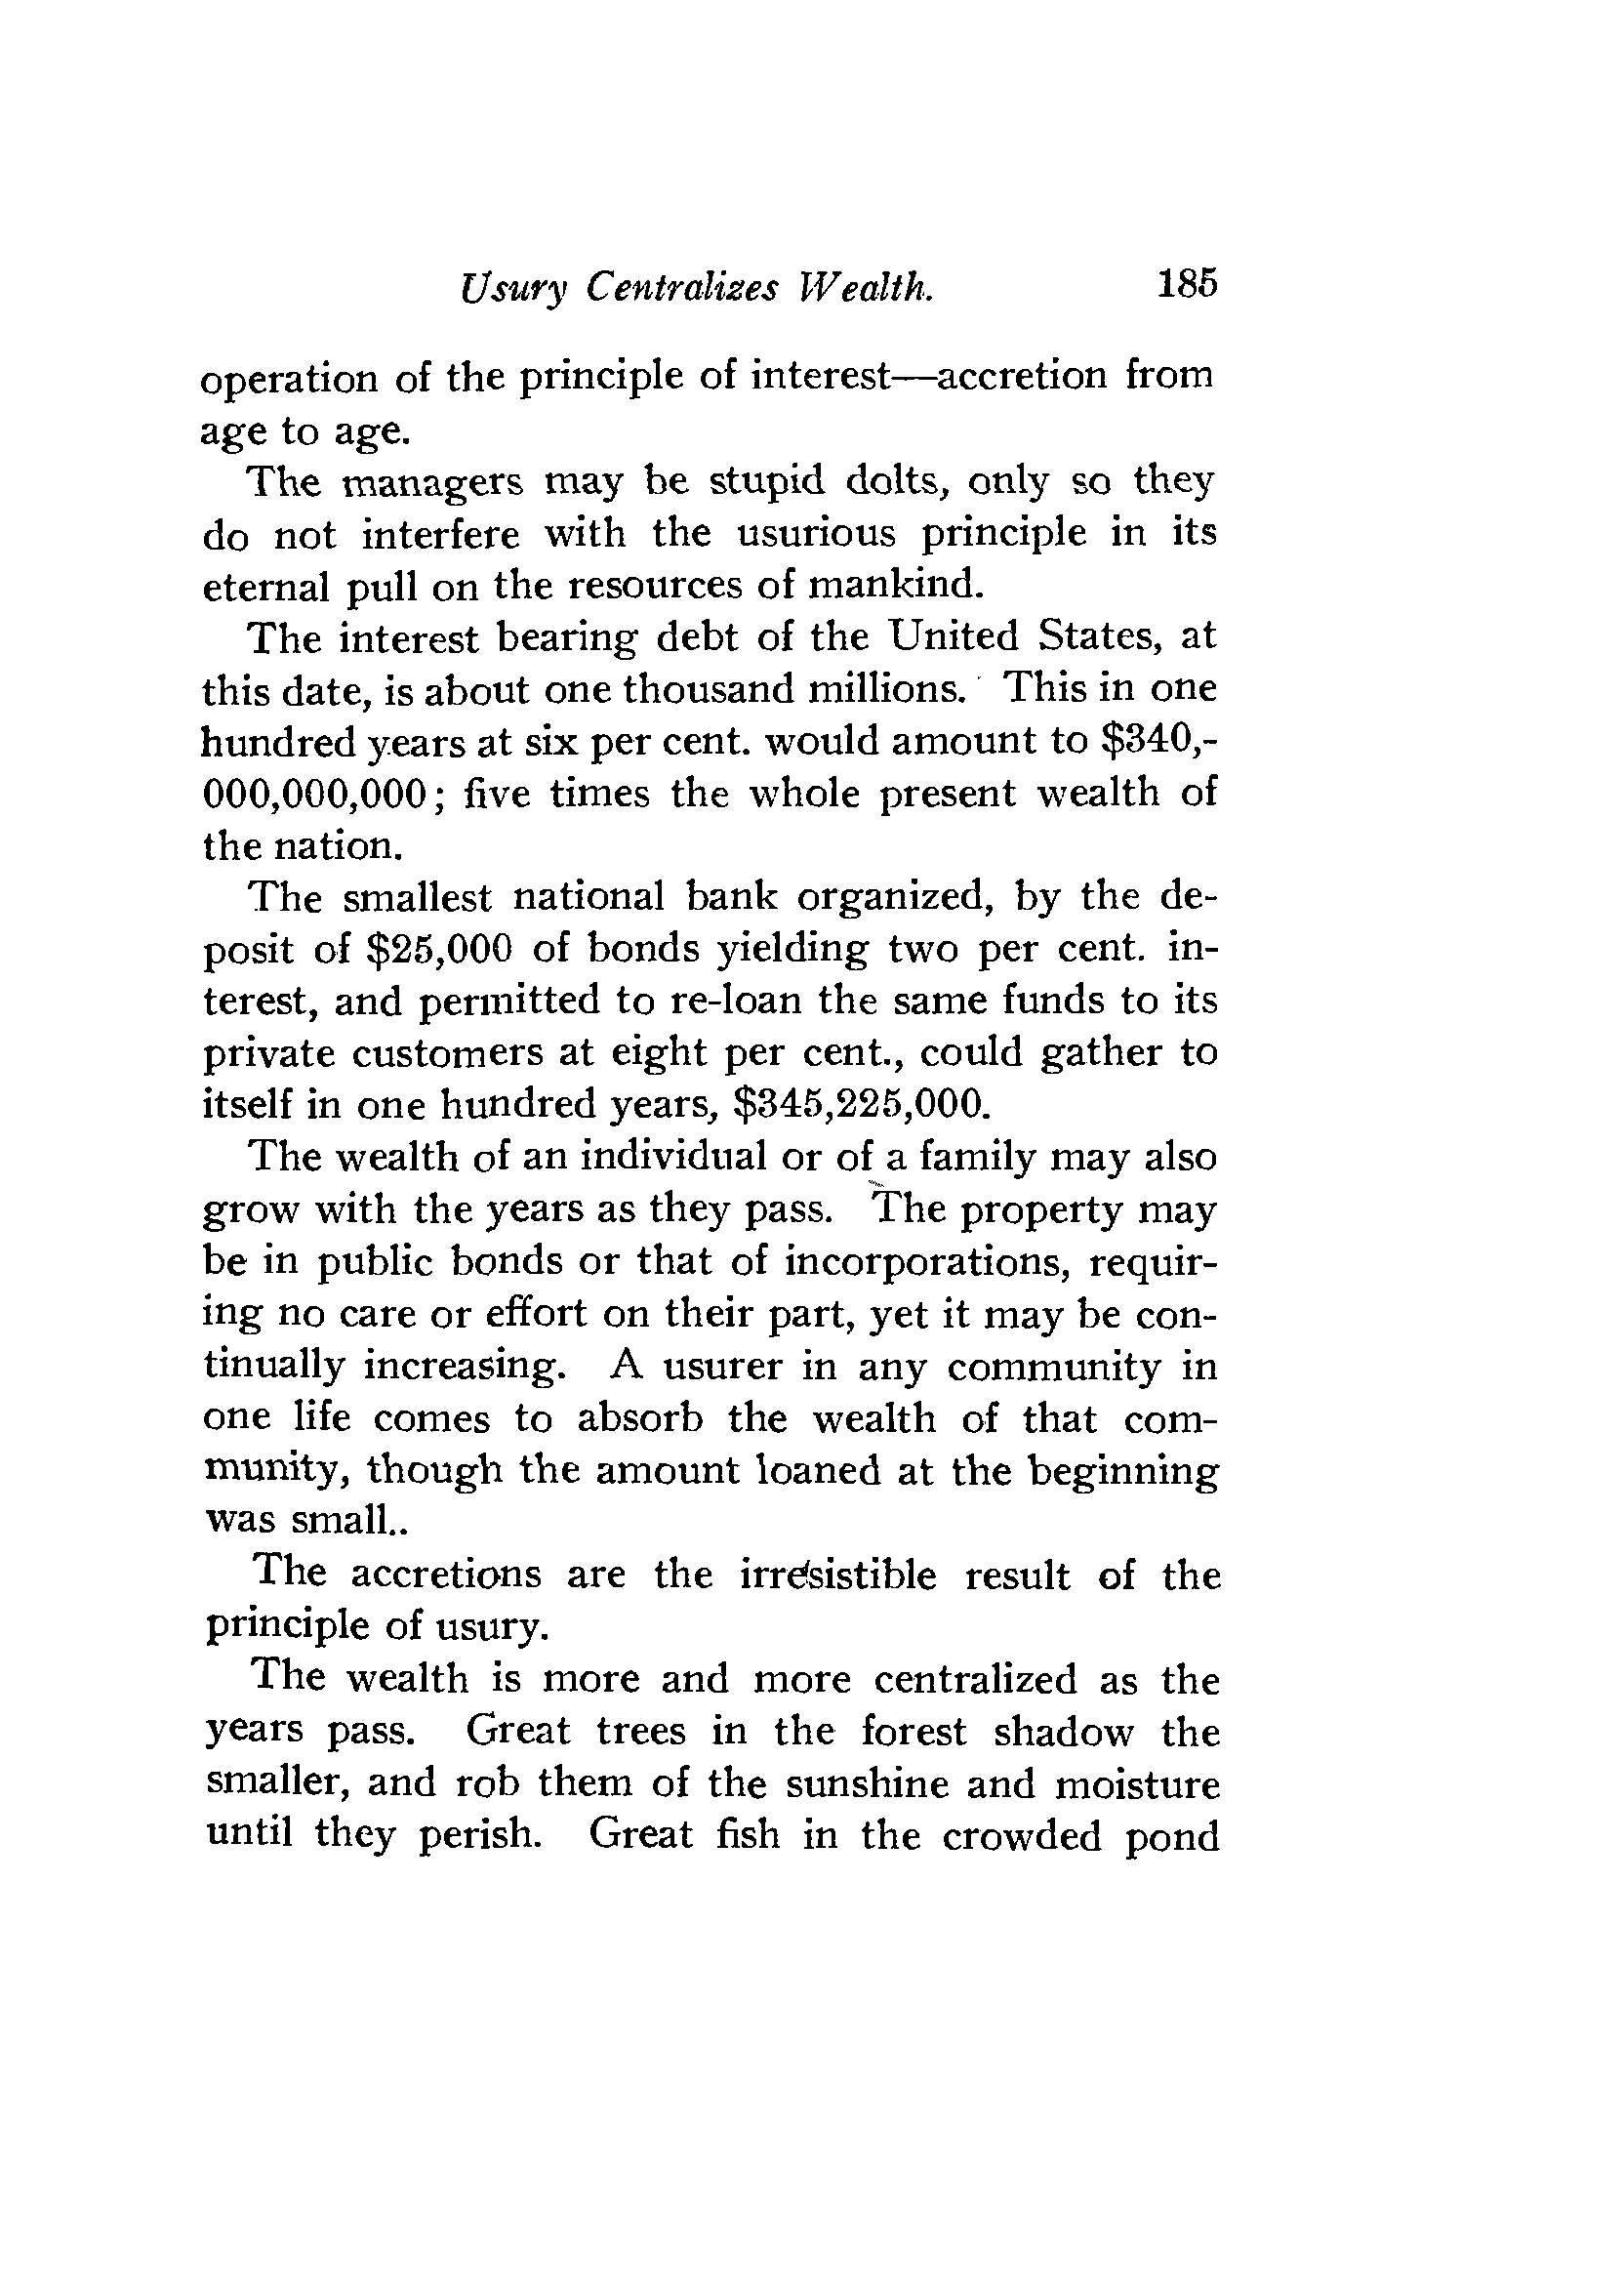 Usury Centralizes Wealth. 185
operation of the principle of interest—accretion from
age to age.
The managers may be stupid dolts, only so they
do not interfere with the usurious principle in its
eternal pull on the resources of mankind.
The interest bearing debt of the United States, at
this date, is about one thousand millions. This in one
hundred years at six per cent. would amount to $340,-
000,000,000; five times the whole present wealth of
the nation.
The smallest national bank organized, by the de-
posit of $25,000 of bonds yielding two per cent. in-
terest, and permitted to re-loan the same funds to its
private customers at eight per cent., could gather to
itself in one hundred years, $345,225,000.
The wealth of an individual or of a family may also
grow with the years as they pass. The property may
be in public bonds or that of incorporations, requir-
ing no care or effort on their part, yet it may be con-
tinually increasing. A usurer in any community in
one life comes to absorb the wealth of that com-
munity, though the amount loaned at the beginning
was small..
The accretions are the irresistible result of the
principle of usury.
The wealth is more and more centralized as the
years pass. Great trees in the forest shadow the
smaller, and rob them of the sunshine and moisture
until they perish. Great fish in the crowded pond